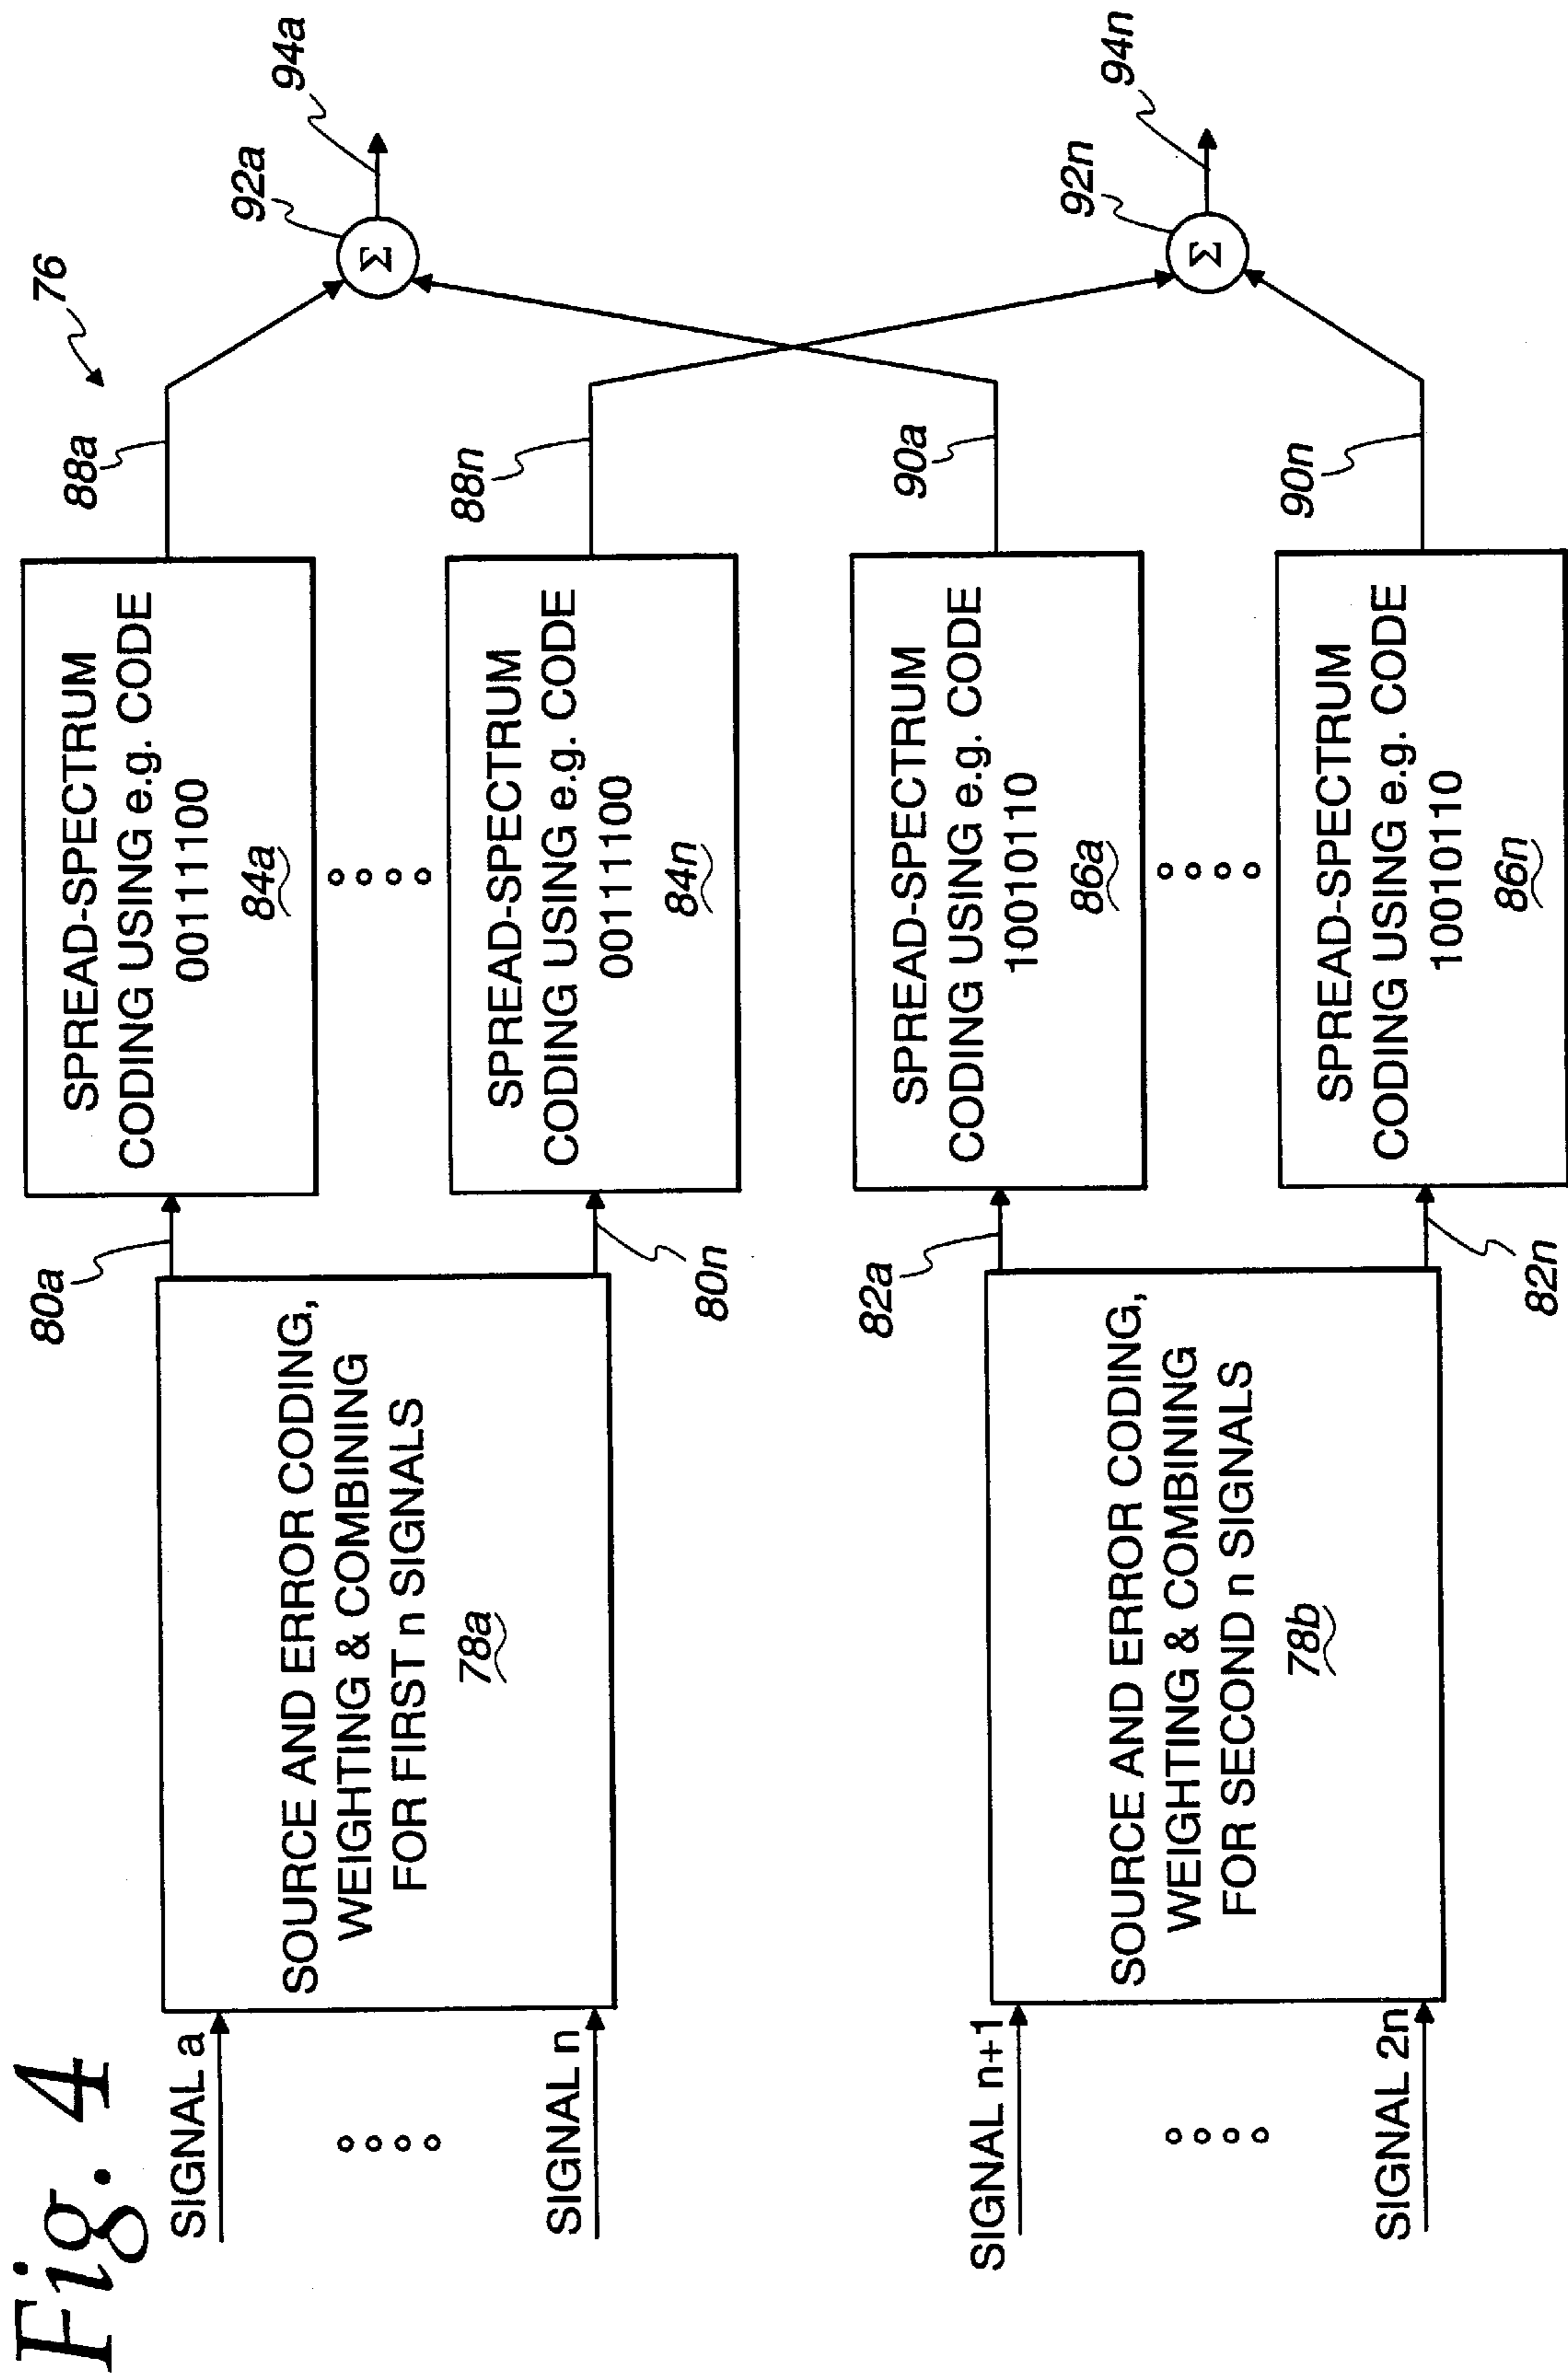 Fig. 4
76
SIGNAL a
SIGNAL n
SOURCE AND ERROR CODING,
WEIGHTING & COMBINING
FOR FIRST n SIGNALS
78a
80a
80n
SPREAD-SPECTRUM
CODING USING e.g. CODE
00111100
84a
88a
SPREAD-SPECTRUM
CODING USING e.g. CODE
00111100
84n
88n
92a
Σ
94a
SIGNAL n+1
SIGNAL 2n
SOURCE AND ERROR CODING,
WEIGHTING & COMBINING
FOR SECOND n SIGNALS
78b
82a
82n
SPREAD-SPECTRUM
CODING USING e.g. CODE
10010110
86a
90a
SPREAD-SPECTRUM
CODING USING e.g. CODE
10010110
86n
90n
92n
Σ
94n